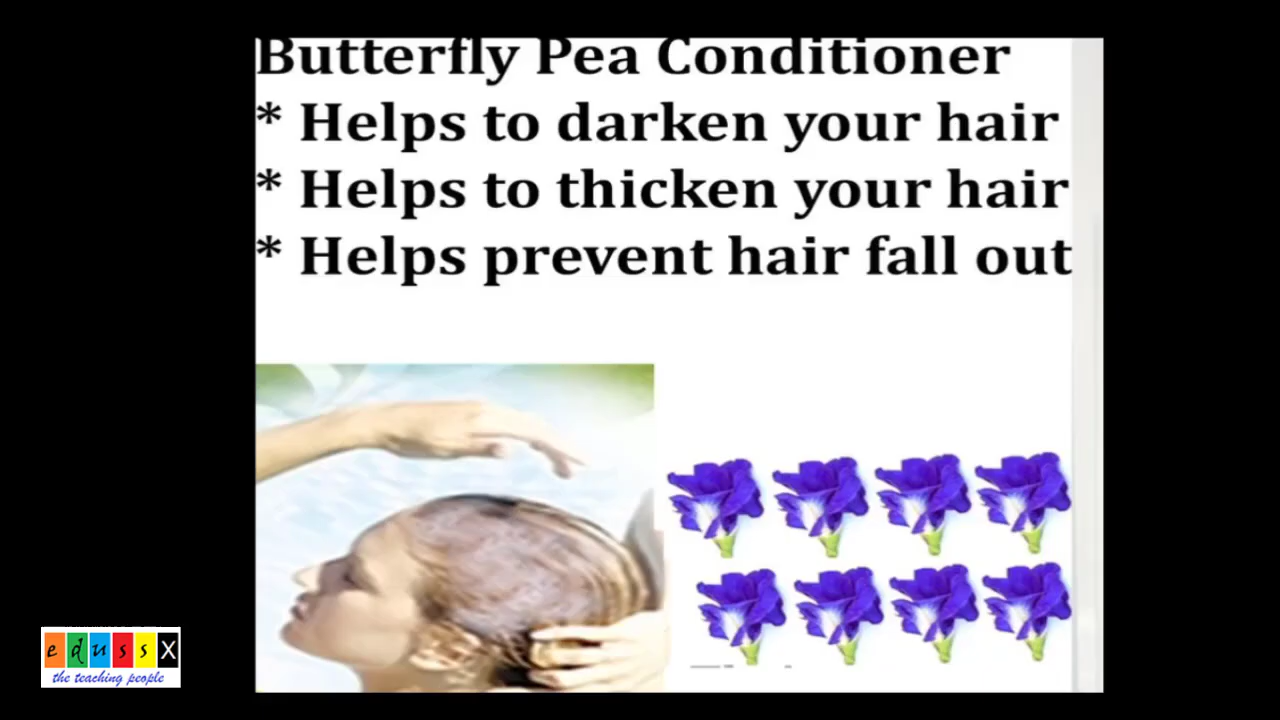 Butterfly Pea Conditioner
* Helps to darken your hair
* Helps to thicken your hair
* Helps prevent hair fall out
edussx
the teaching people